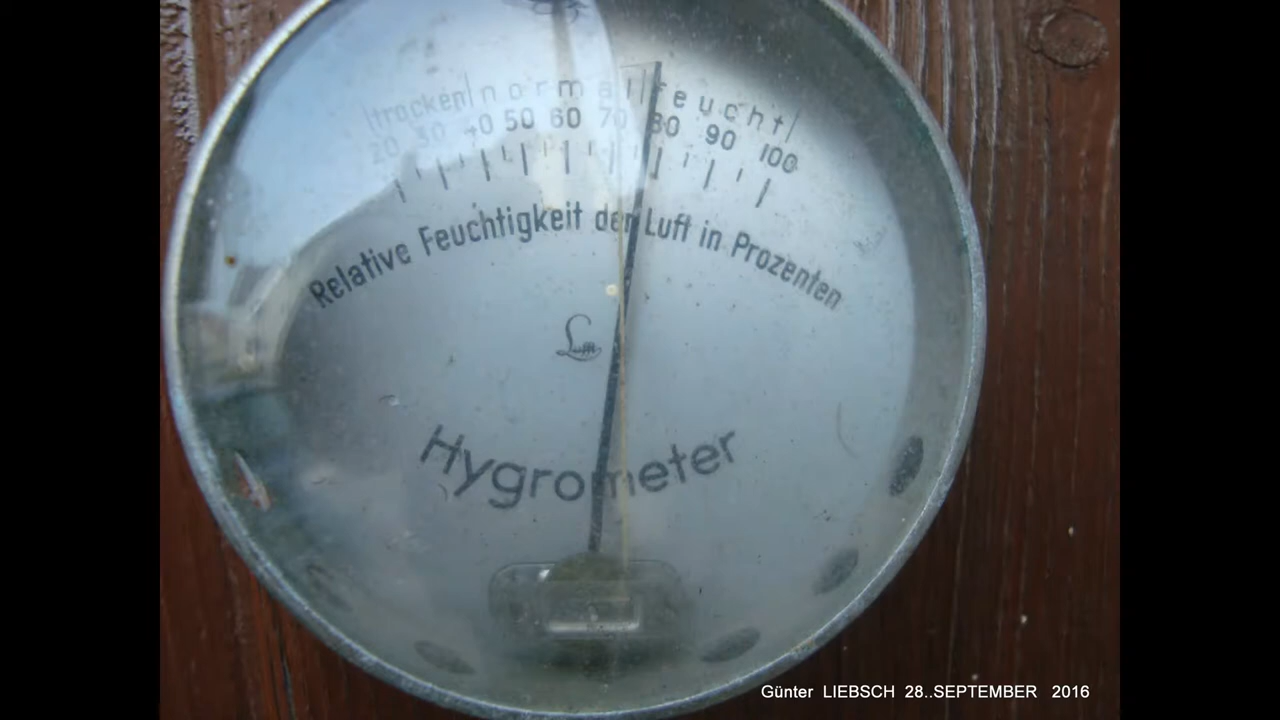 trocken normal feucht
20 30 40 50 60 70 80 90 100
Relative Feuchtigkeit der Luft in Prozenten
Lufft
Hygrometer
Günter LIEBSCH 28..SEPTEMBER 2016